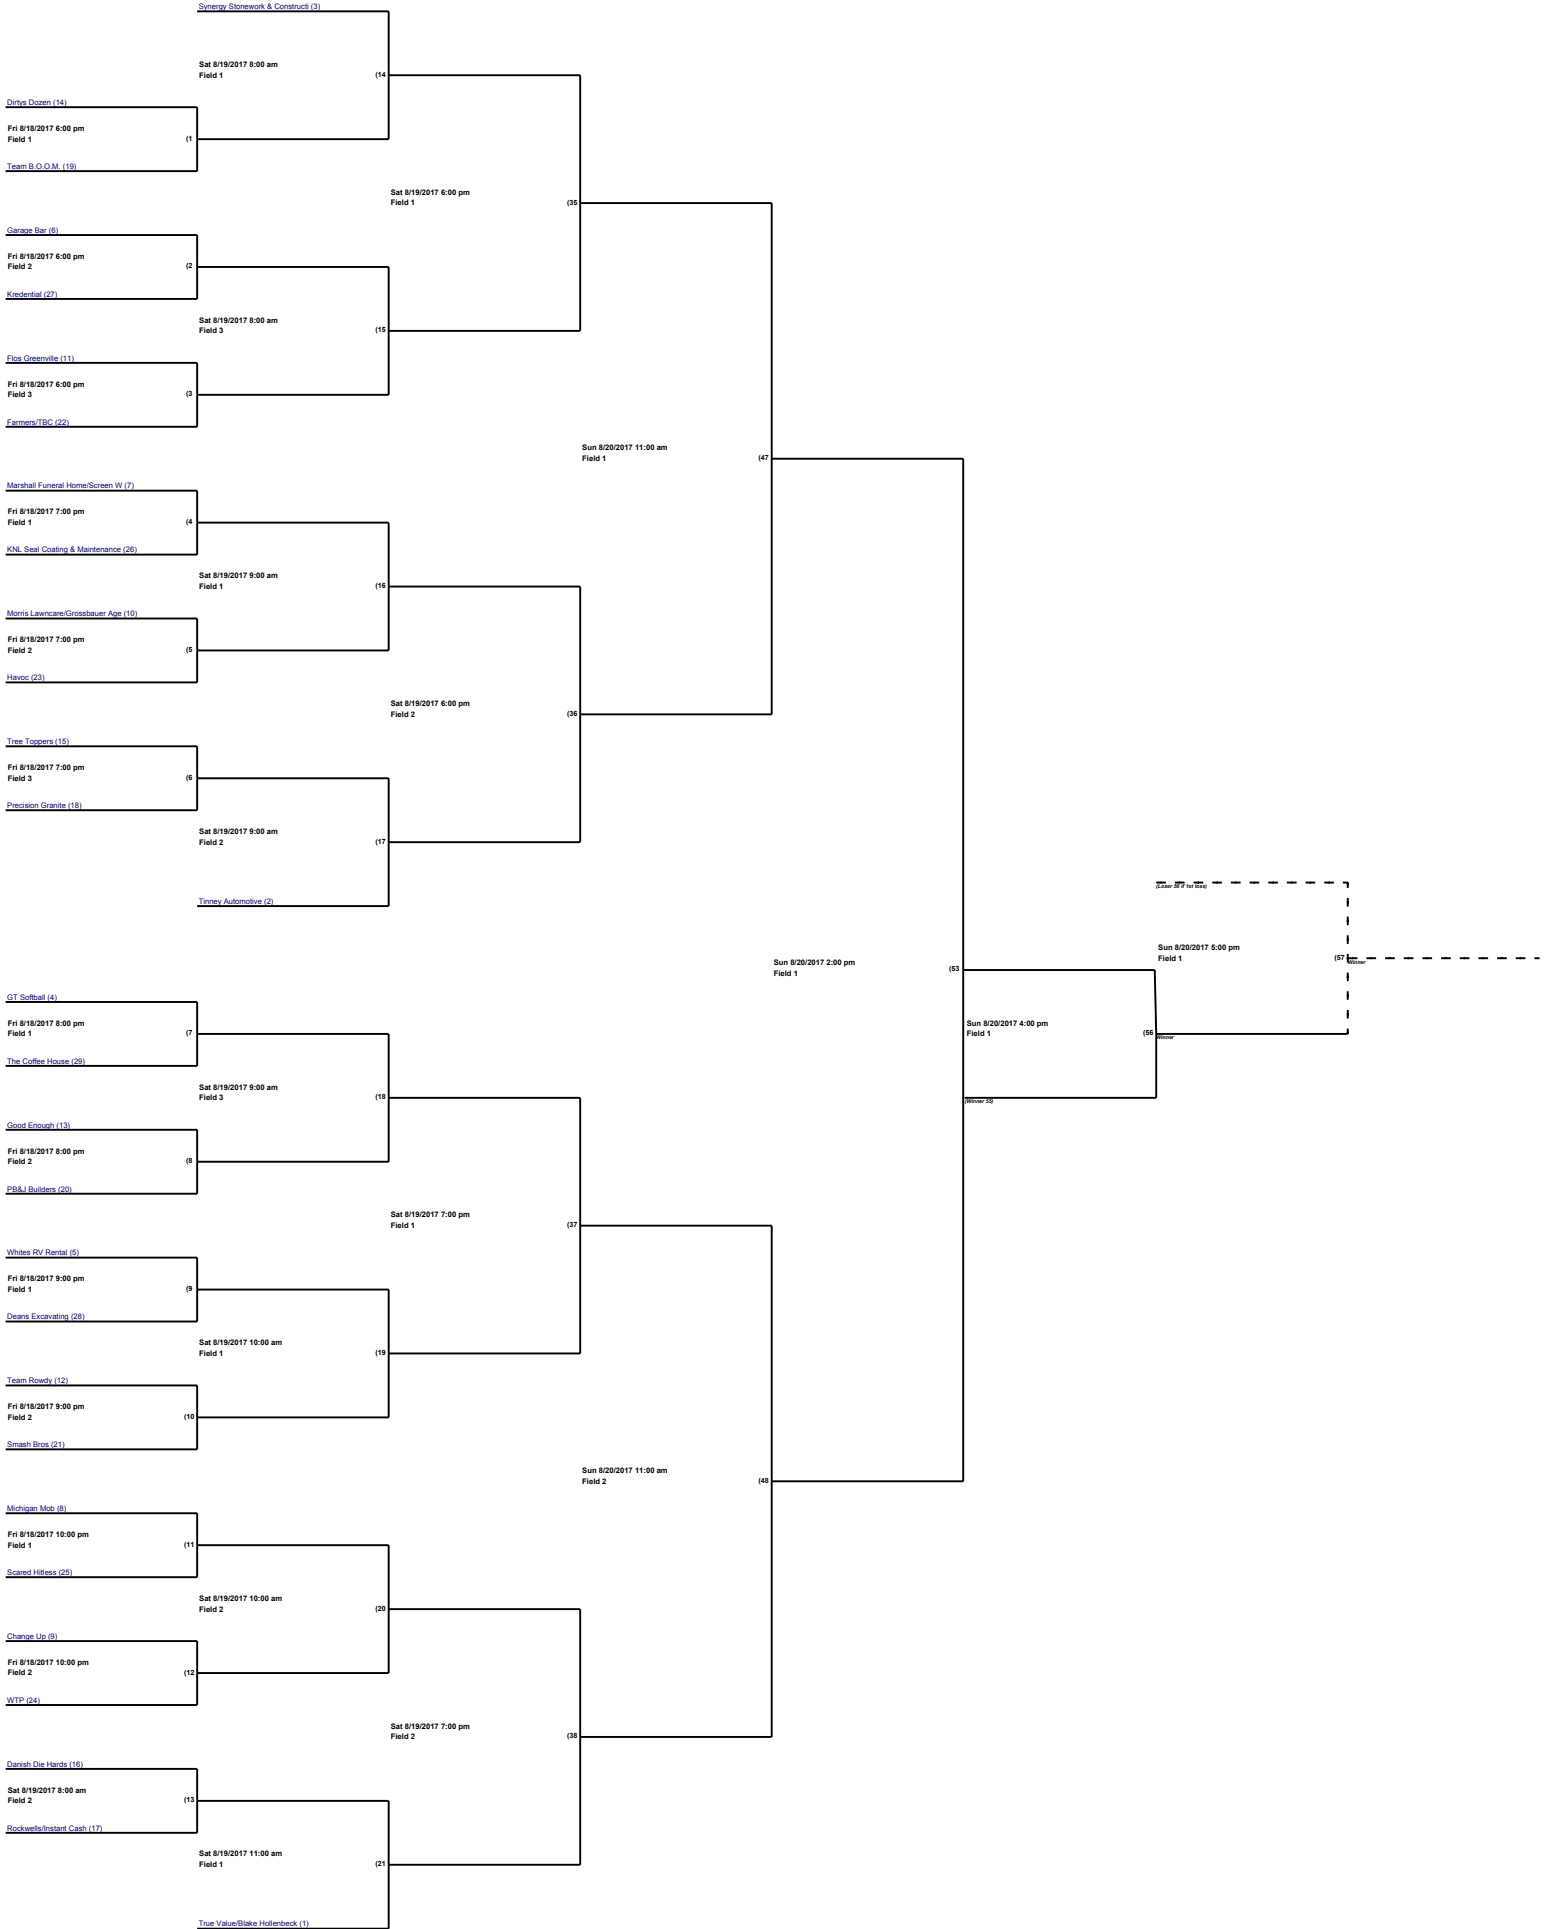 Synergy Stonework & Constructi (3)
Sat 8/19/2017 8:00 am
Field 1
(14
Dirtys Dozen (14)
Fri 8/18/2017 6:00 pm
Field 1
(1
Team B.O.O.M. (19)
Sat 8/19/2017 6:00 pm
Field 1
(35
Garage Bar (6)
Fri 8/18/2017 6:00 pm
Field 2
(2
Kredential (27)
Sat 8/19/2017 8:00 am
Field 3
(15
Flos Greenville (11)
Fri 8/18/2017 6:00 pm
Field 3
(3
Farmers/TBC (22)
Sun 8/20/2017 11:00 am
Field 1
(47
Marshall Funeral Home/Screen W (7)
Fri 8/18/2017 7:00 pm
Field 1
(4
KNL Seal Coating & Maintenance (26)
Sat 8/19/2017 9:00 am
Field 1
(16
Morris Lawncare/Grossbauer Age (10)
Fri 8/18/2017 7:00 pm
Field 2
(5
Havoc (23)
Sat 8/19/2017 6:00 pm
Field 2
(36
Tree Toppers (15)
Fri 8/18/2017 7:00 pm
Field 3
(6
Precision Granite (18)
Sat 8/19/2017 9:00 am
Field 2
(17
Tinney Automotive (2)
(Loser 56 if 1st loss)
Sun 8/20/2017 5:00 pm
Field 1
(57
Winner
Sun 8/20/2017 2:00 pm
Field 1
(53
GT Softball (4)
Fri 8/18/2017 8:00 pm
Field 1
(7
The Coffee House (29)
Sun 8/20/2017 4:00 pm
Field 1
(56
Winner
Sat 8/19/2017 9:00 am
Field 3
(18
(Winner 55)
Good Enough (13)
Fri 8/18/2017 8:00 pm
Field 2
(8
PB&J Builders (20)
Sat 8/19/2017 7:00 pm
Field 1
(37
Whites RV Rental (5)
Fri 8/18/2017 9:00 pm
Field 1
(9
Deans Excavating (28)
Sat 8/19/2017 10:00 am
Field 1
(19
Team Rowdy (12)
Fri 8/18/2017 9:00 pm
Field 2
(10
Smash Bros (21)
Sun 8/20/2017 11:00 am
Field 2
(48
Michigan Mob (8)
Fri 8/18/2017 10:00 pm
Field 1
(11
Scared Hitless (25)
Sat 8/19/2017 10:00 am
Field 2
(20
Change Up (9)
Fri 8/18/2017 10:00 pm
Field 2
(12
WTP (24)
Sat 8/19/2017 7:00 pm
Field 2
(38
Danish Die Hards (16)
Sat 8/19/2017 8:00 am
Field 2
(13
Rockwells/Instant Cash (17)
Sat 8/19/2017 11:00 am
Field 1
(21
True Value/Blake Hollenbeck (1)